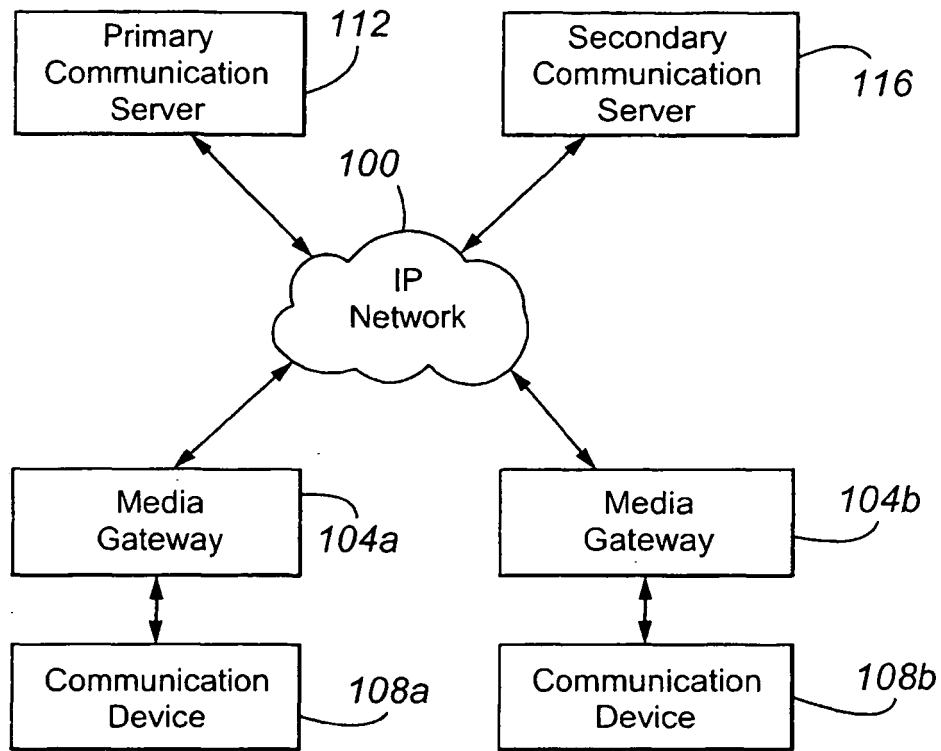 Primary
Communication
Server
112
Secondary
Communication
Server
116
100
IP
Network
Media
Gateway
104a
Media
Gateway
104b
Communication
Device
108a
Communication
Device
108b